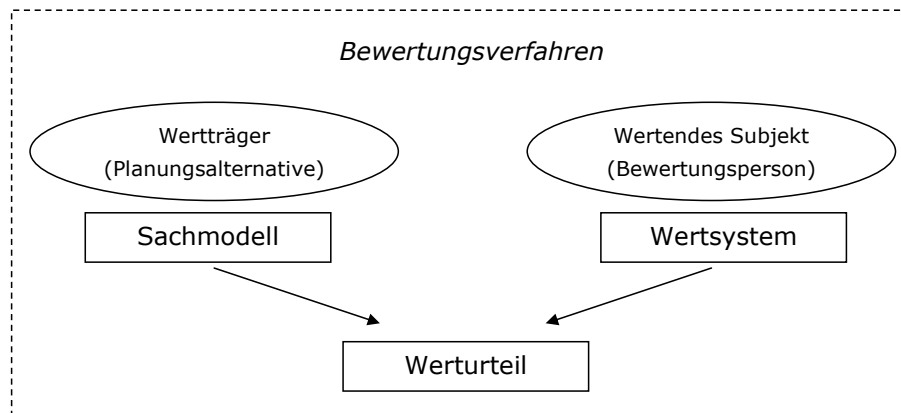 Bewertungsverfahren
Wertträger
(Planungsalternative)
Sachmodell
Wertendes Subjekt
(Bewertungsperson)
Wertsystem
Werturteil